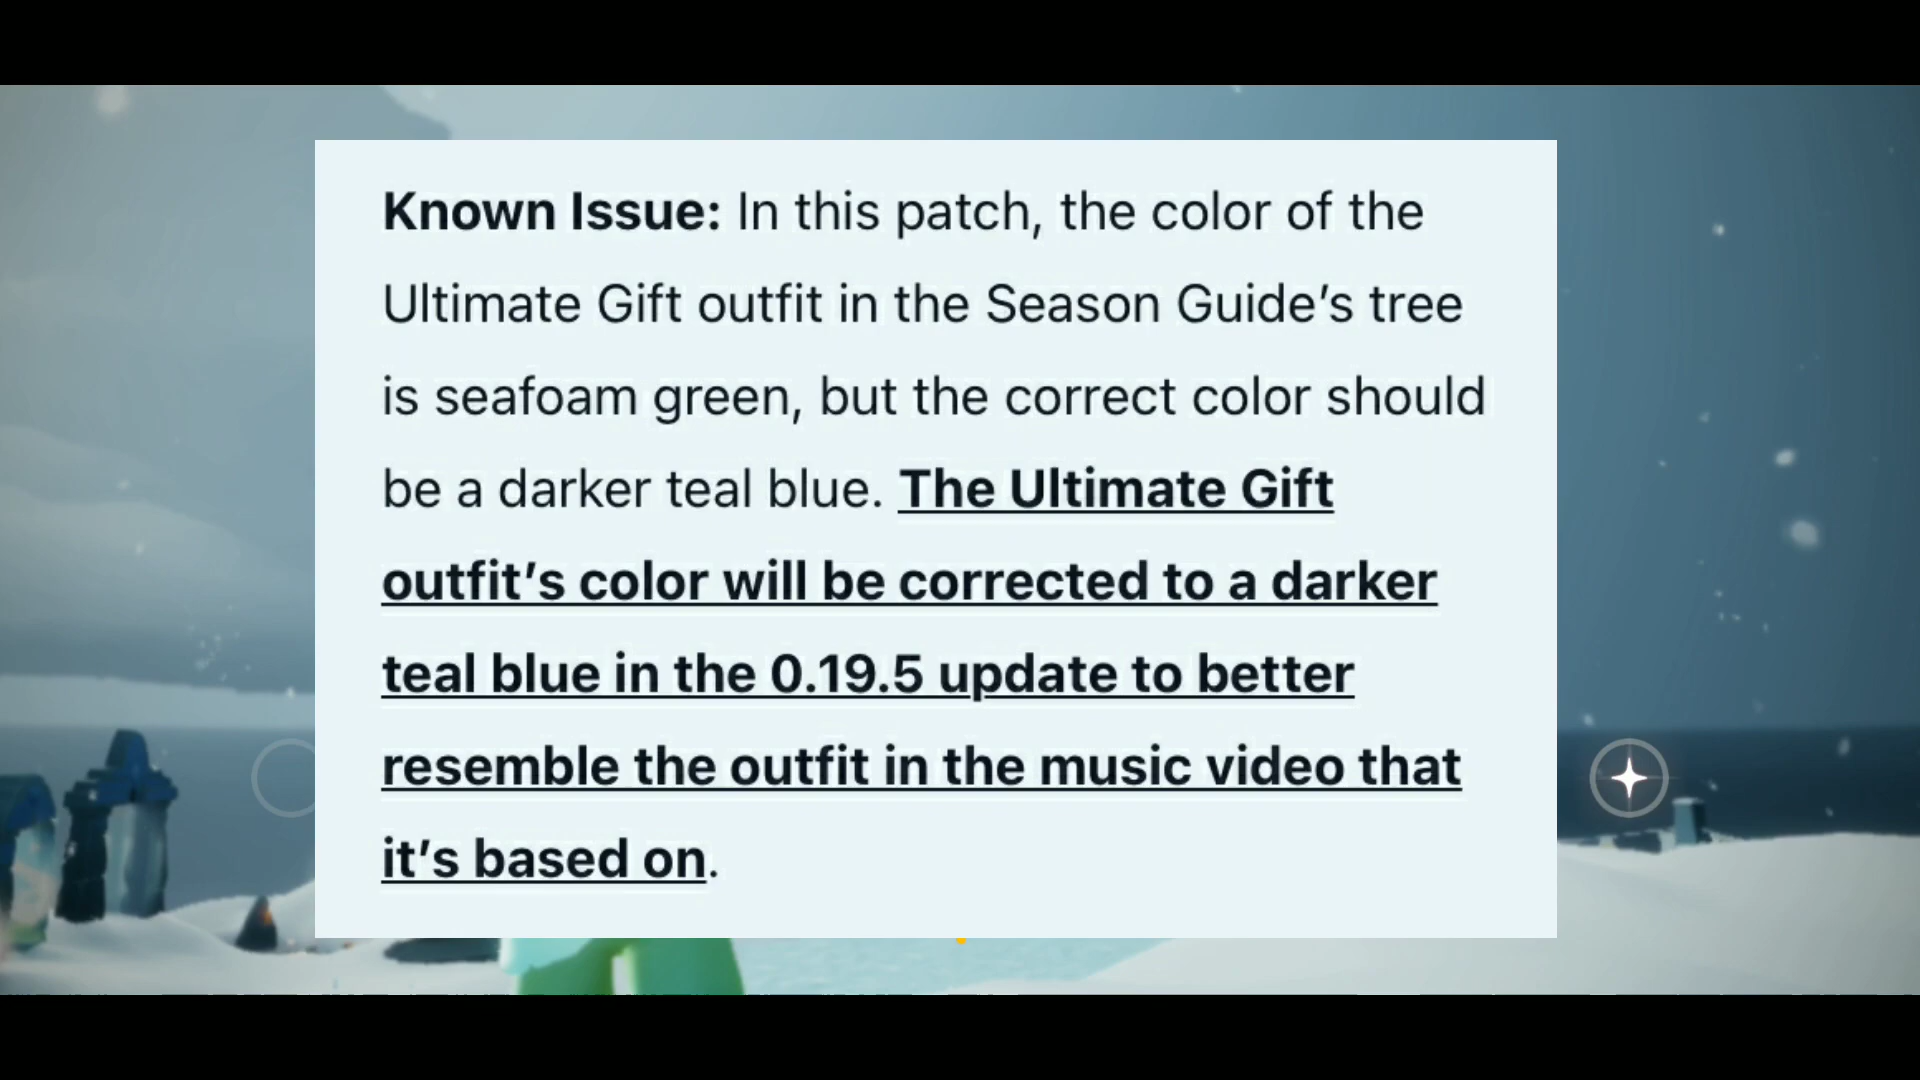 Known Issue: In this patch, the color of the
Ultimate Gift outfit in the Season Guide’s tree
is seafoam green, but the correct color should
be a darker teal blue. The Ultimate Gift
outfit’s color will be corrected to a darker
teal blue in the 0.19.5 update to better
resemble the outfit in the music video that
it’s based on.